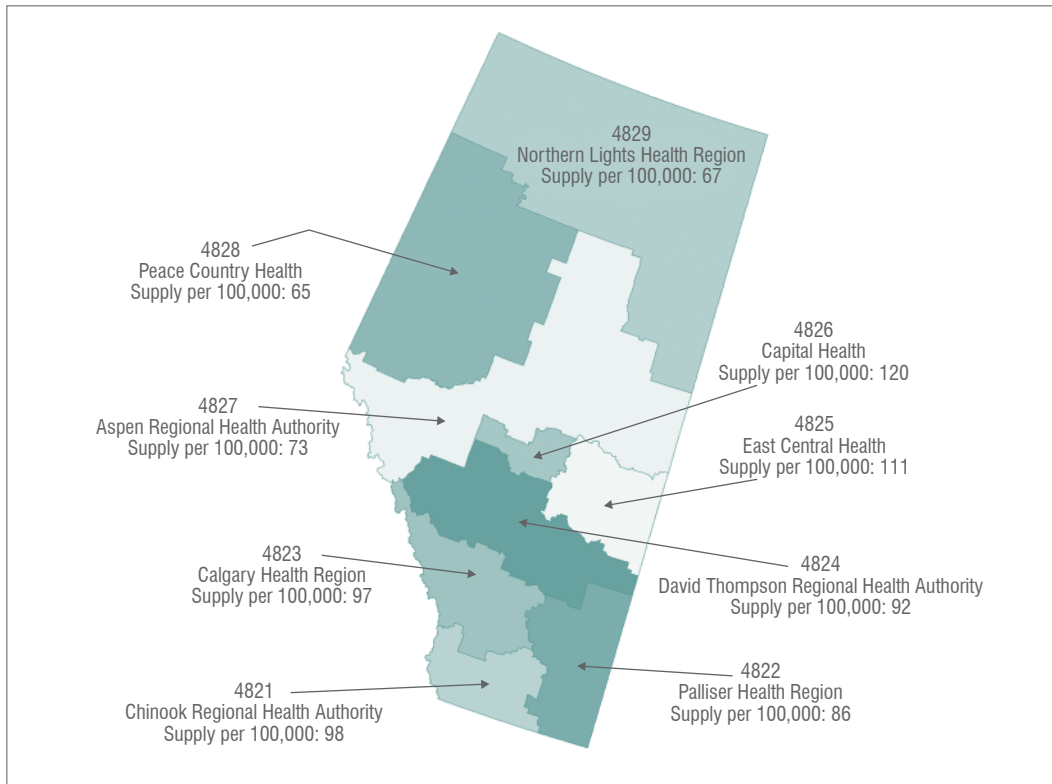 4829
Northern Lights Health Region
Supply per 100,000: 67
4828
Peace Country Health
Supply per 100,000: 65
4826
Capital Health
Supply per 100,000: 120
4827
Aspen Regional Health Authority
Supply per 100,000: 73
4825
East Central Health
Supply per 100,000: 111
4823
Calgary Health Region
Supply per 100,000: 97
4824
David Thompson Regional Health Authority
Supply per 100,000: 92
4822
Palliser Health Region
Supply per 100,000: 86
4821
Chinook Regional Health Authority
Supply per 100,000: 98